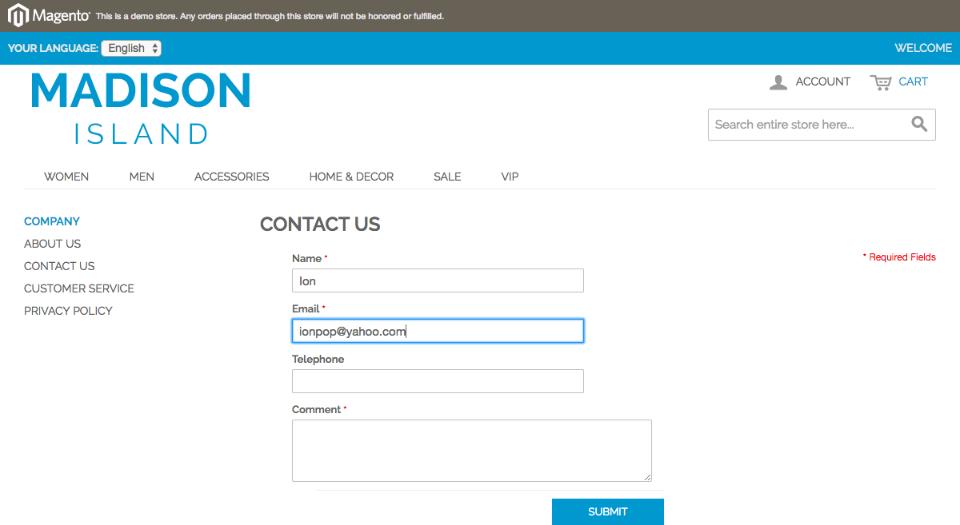 Magento This is a demo store. Any orders placed through this store will not be honored or fulfilled.
YOUR LANGUAGE: English WELCOME
MADISON
ISLAND
ACCOUNT CART
Search entire store here...
WOMEN MEN ACCESSORIES HOME & DECOR SALE VIP
COMPANY
ABOUT US
CONTACT US
CUSTOMER SERVICE
PRIVACY POLICY
CONTACT US
* Required Fields
Name *
Ion
Email *
ionpop@yahoo.com
Telephone
Comment *
SUBMIT